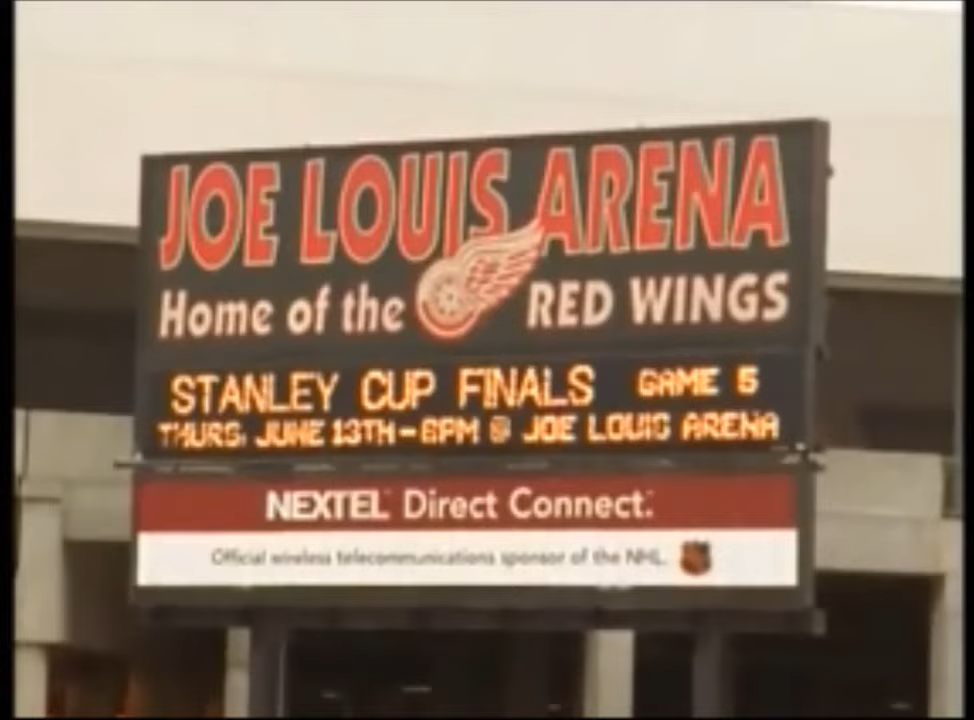 JOE LOUIS ARENA
Home of the RED WINGS
STANLEY CUP FINALS GAME 5
THURS. JUNE 13TH - 8PM @ JOE LOUIS ARENA
NEXTEL Direct Connect.
Official wireless telecommunications sponsor of the NHL.